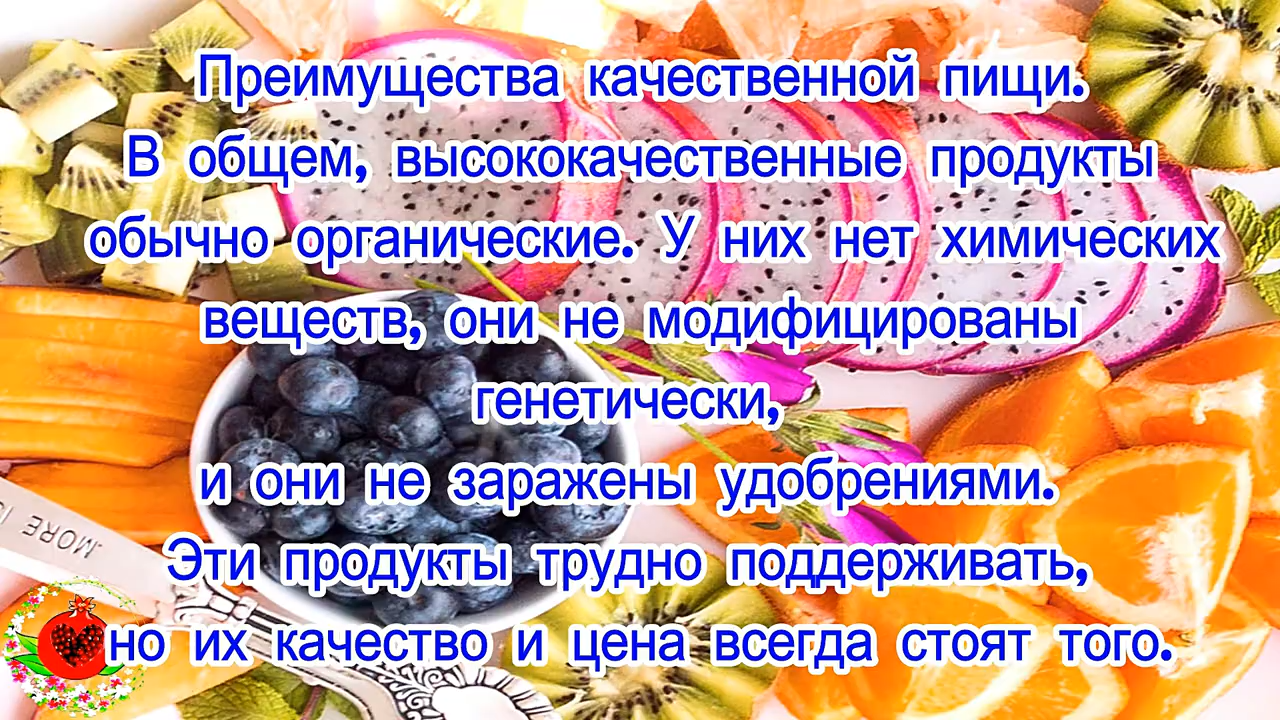 Преимущества качественной пищи.
В общем, высококачественные продукты
обычно органические. У них нет химических
веществ, они не модифицированы
генетически,
и они не заражены удобрениями.
Эти продукты трудно поддерживать,
но их качество и цена всегда стоят того.
MORE